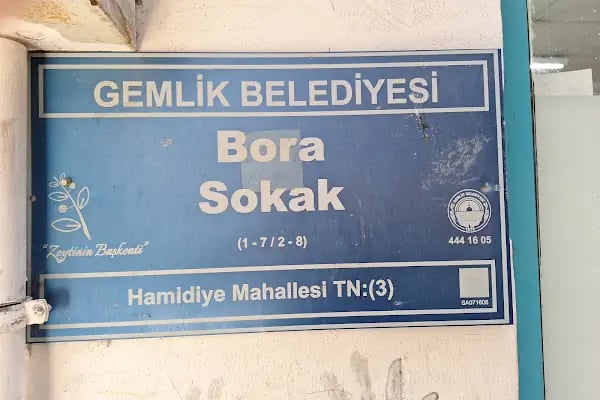 GEMLİK BELEDİYESİ
Bora
Sokak
(1 - 7 / 2 - 8)
"Zeytinin Başkenti"
444 16 05
Hamidiye Mahallesi TN:(3)
SA071606